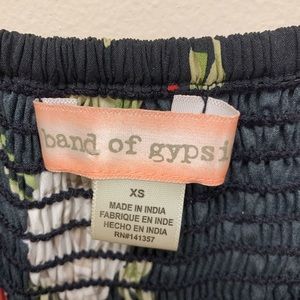 band of gypsi
XS
MADE IN INDIA
FABRIQUE EN INDE
HECHO EN INDIA
RN#141357